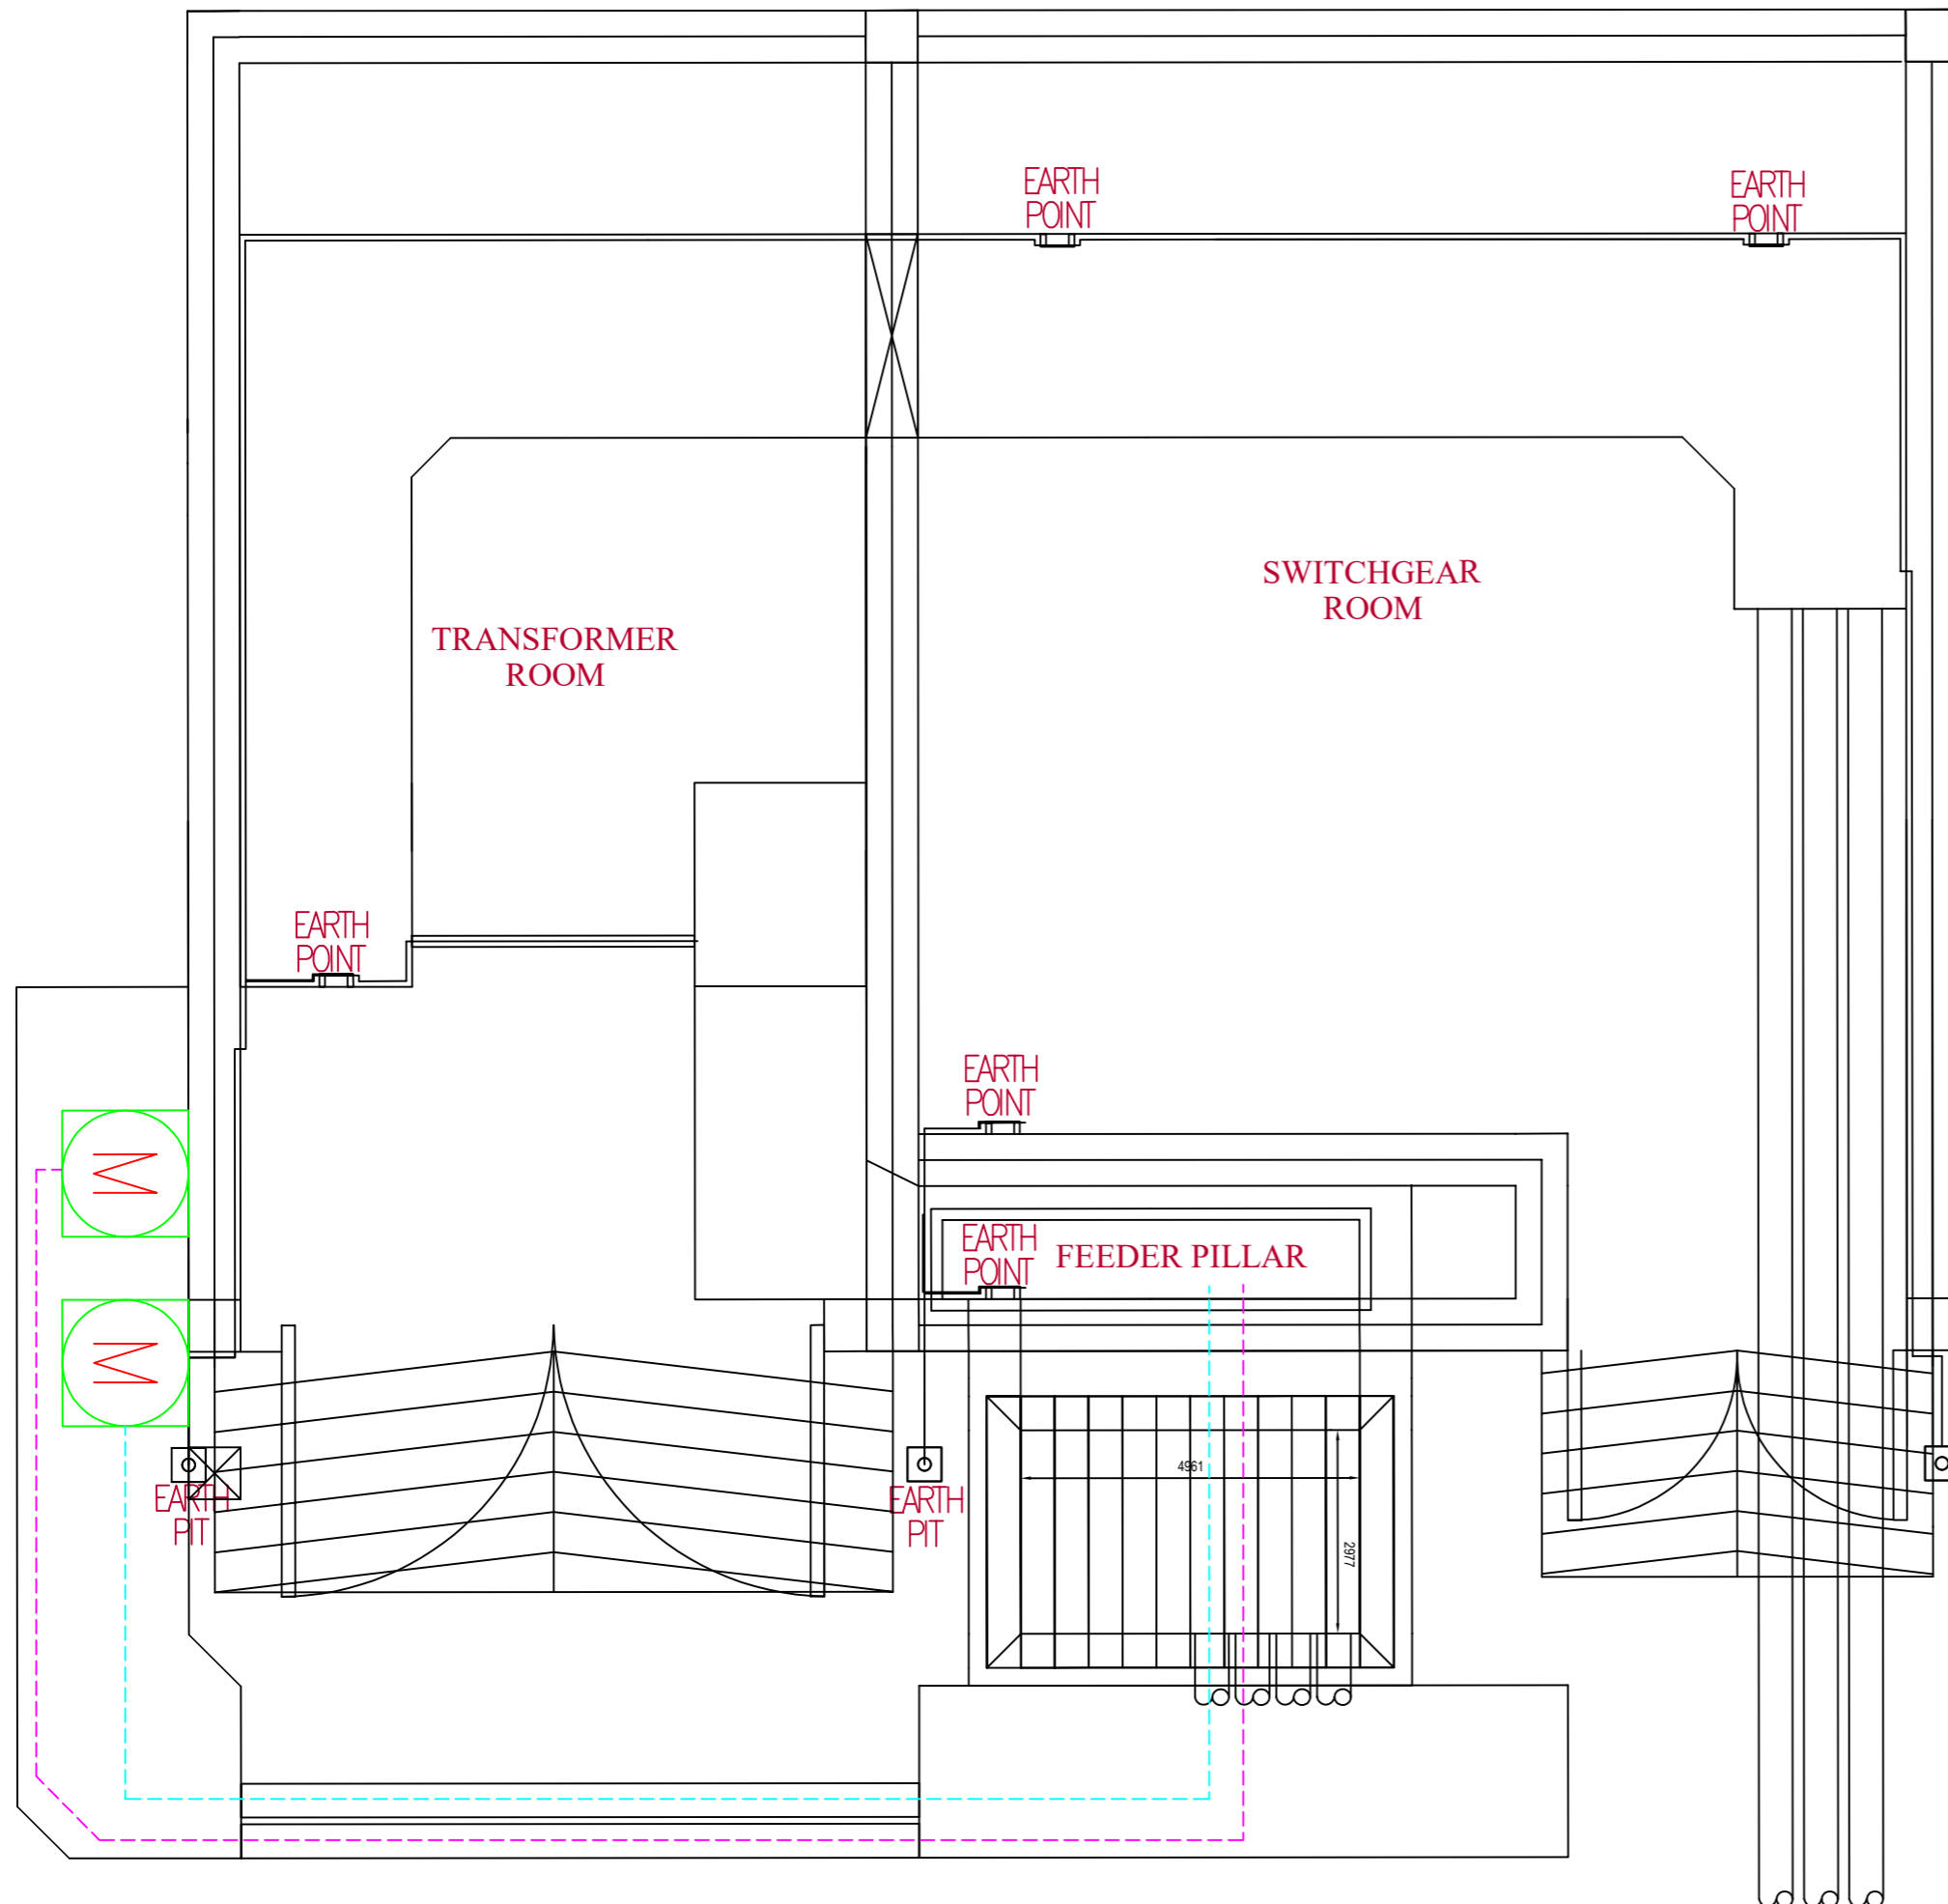 EARTH
POINT
EARTH
POINT
SWITCHGEAR
ROOM
TRANSFORMER
ROOM
EARTH
POINT
EARTH
POINT
M
EARTH
POINT
FEEDER PILLAR
M
4961
2977
EARTH
PIT
EARTH
PIT